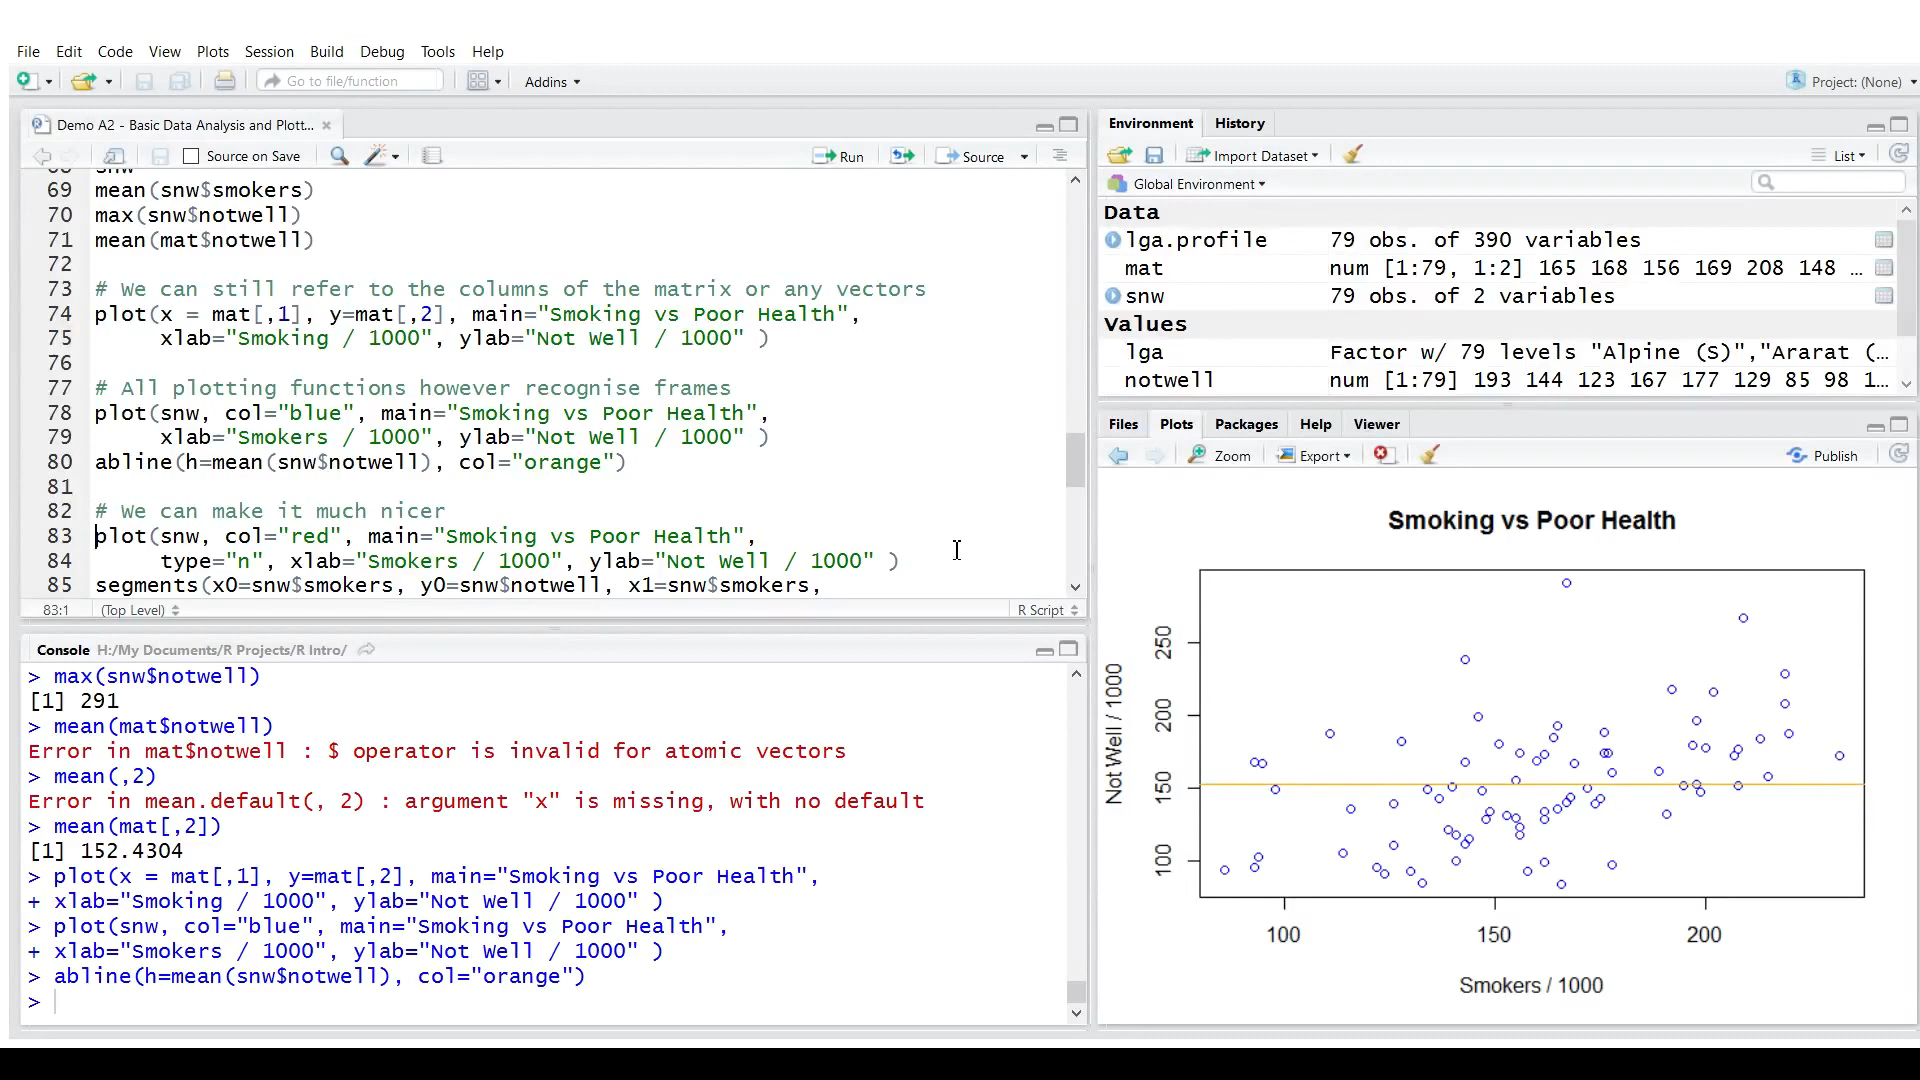 File Edit Code View Plots Session Build Debug Tools Help
Go to file/function Addins Project: (None)
Demo A2 - Basic Data Analysis and Plott...
Source on Save Run Source
69 mean(snw$smokers)
70 max(snw$notwell)
71 mean(mat$notwell)
72
73 # We can still refer to the columns of the matrix or any vectors
74 plot(x = mat[,1], y=mat[,2], main="Smoking vs Poor Health",
75 xlab="Smoking / 1000", ylab="Not Well / 1000" )
76
77 # All plotting functions however recognise frames
78 plot(snw, col="blue", main="Smoking vs Poor Health",
79 xlab="Smokers / 1000", ylab="Not Well / 1000" )
80 abline(h=mean(snw$notwell), col="orange")
81
82 # We can make it much nicer
83 plot(snw, col="red", main="Smoking vs Poor Health",
84 type="n", xlab="Smokers / 1000", ylab="Not Well / 1000" )
85 segments(x0=snw$smokers, y0=snw$notwell, x1=snw$smokers,
83:1 (Top Level) R Script
Console H:/My Documents/R Projects/R Intro/
> max(snw$notwell)
[1] 291
> mean(mat$notwell)
Error in mat$notwell : $ operator is invalid for atomic vectors
> mean(,2)
Error in mean.default(, 2) : argument "x" is missing, with no default
> mean(mat[,2])
[1] 152.4304
> plot(x = mat[,1], y=mat[,2], main="Smoking vs Poor Health",
+ xlab="Smoking / 1000", ylab="Not Well / 1000" )
> plot(snw, col="blue", main="Smoking vs Poor Health",
+ xlab="Smokers / 1000", ylab="Not Well / 1000" )
> abline(h=mean(snw$notwell), col="orange")
>
Environment History
Import Dataset List
Global Environment
Data
lga.profile 79 obs. of 390 variables
mat num [1:79, 1:2] 165 168 156 169 208 148 ...
snw 79 obs. of 2 variables
Values
lga Factor w/ 79 levels "Alpine (S)","Ararat (...
notwell num [1:79] 193 144 123 167 177 129 85 98 1...
Files Plots Packages Help Viewer
Zoom Export Publish
Smoking vs Poor Health
Not Well / 1000
250
200
150
100
100 150 200
Smokers / 1000